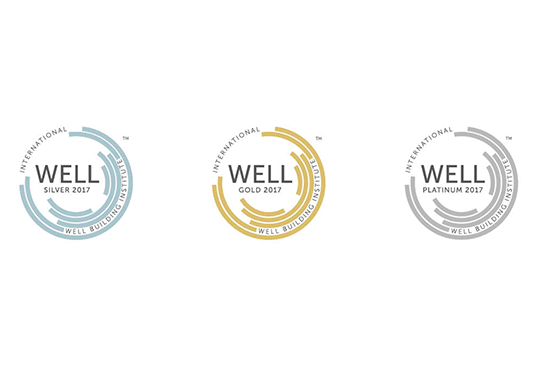 INTERNATIONAL WELL BUILDING INSTITUTE
TM
WELL
SILVER 2017
INTERNATIONAL WELL BUILDING INSTITUTE
TM
WELL
GOLD 2017
INTERNATIONAL WELL BUILDING INSTITUTE
TM
WELL
PLATINUM 2017